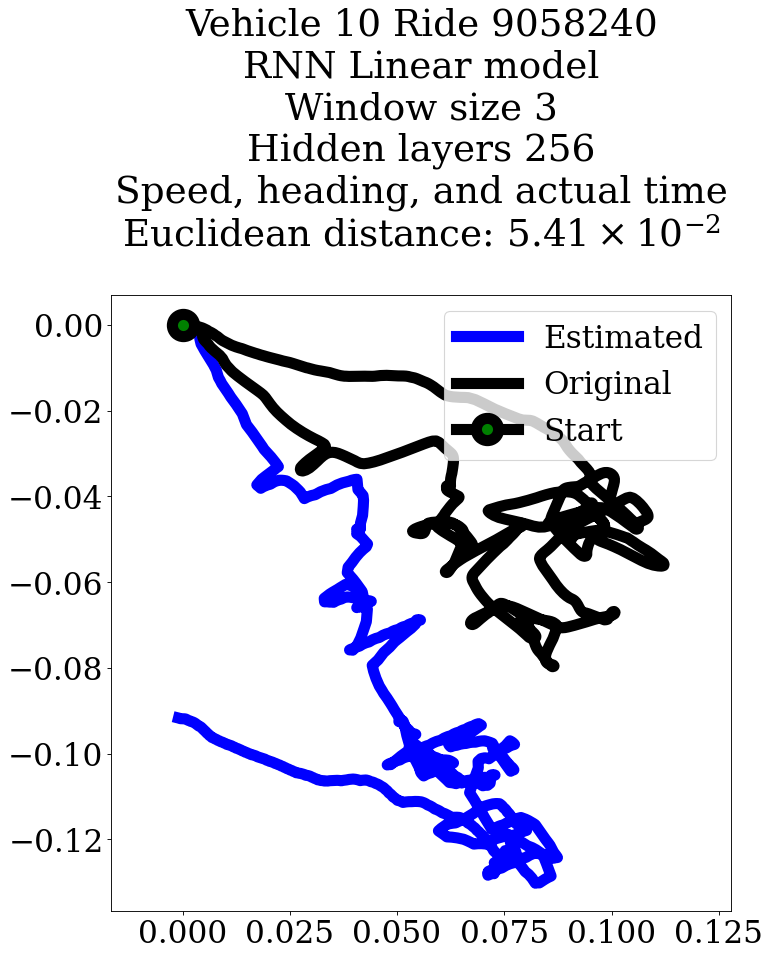 Vehicle 10 Ride 9058240
RNN Linear model
Window size 3
Hidden layers 256
Speed, heading, and actual time
Euclidean distance: 5.41 × 10⁻²
Estimated
Original
Start
0.00
−0.02
−0.04
−0.06
−0.08
−0.10
−0.12
0.000 0.025 0.050 0.075 0.100 0.125